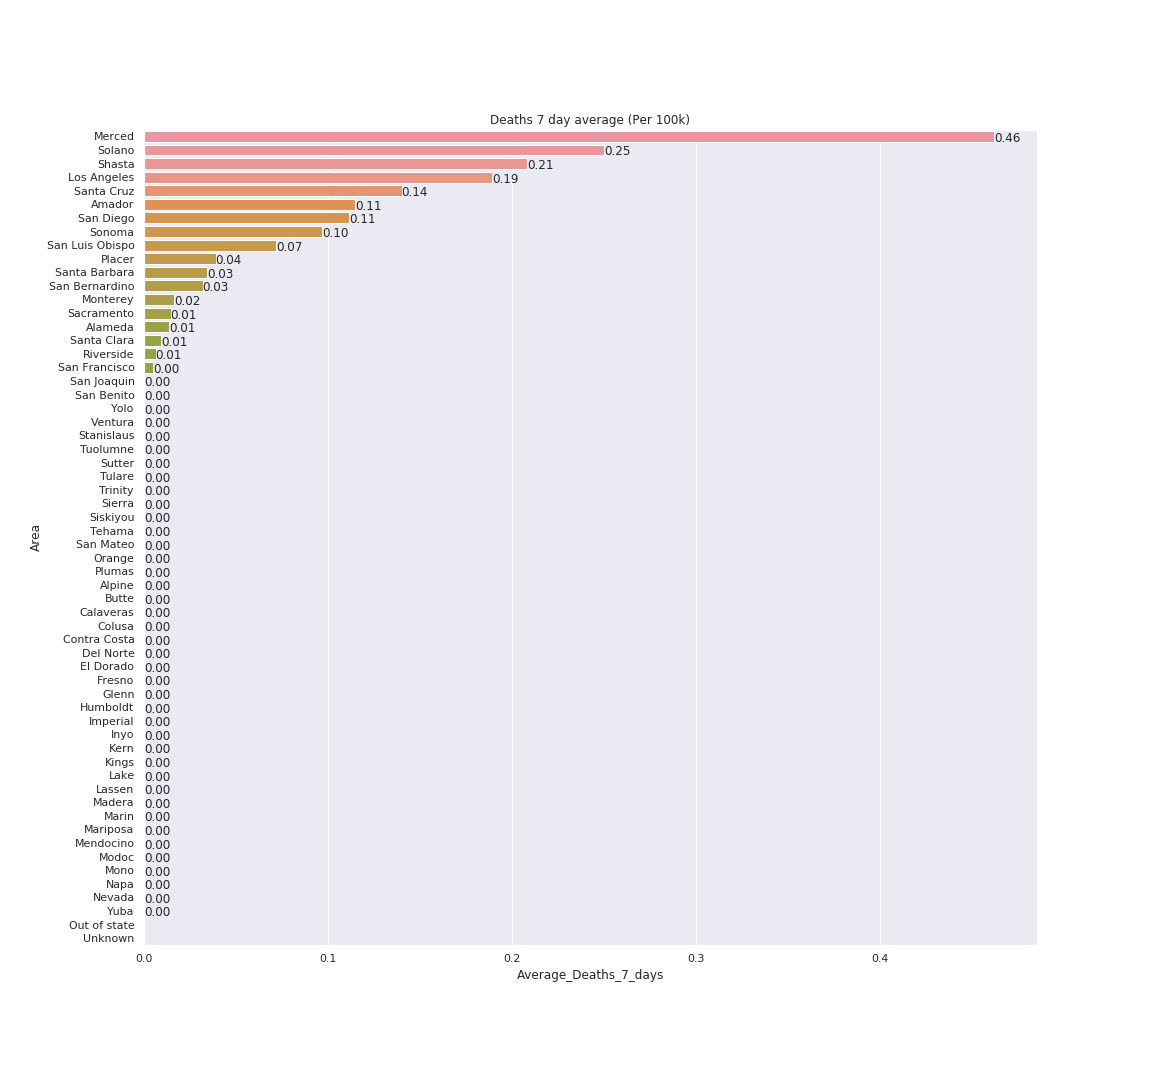 Deaths 7 day average (Per 100k)
Merced 0.46
Solano 0.25
Shasta 0.21
Los Angeles 0.19
Santa Cruz 0.14
Amador 0.11
San Diego 0.11
Sonoma 0.10
San Luis Obispo 0.07
Placer 0.04
Santa Barbara 0.03
San Bernardino 0.03
Monterey 0.02
Sacramento 0.01
Alameda 0.01
Santa Clara 0.01
Riverside 0.01
San Francisco 0.00
San Joaquin 0.00
San Benito 0.00
Yolo 0.00
Ventura 0.00
Stanislaus 0.00
Tuolumne 0.00
Sutter 0.00
Tulare 0.00
Trinity 0.00
Sierra 0.00
Siskiyou 0.00
Tehama 0.00
San Mateo 0.00
Orange 0.00
Plumas 0.00
Alpine 0.00
Butte 0.00
Calaveras 0.00
Colusa 0.00
Contra Costa 0.00
Del Norte 0.00
El Dorado 0.00
Fresno 0.00
Glenn 0.00
Humboldt 0.00
Imperial 0.00
Inyo 0.00
Kern 0.00
Kings 0.00
Lake 0.00
Lassen 0.00
Madera 0.00
Marin 0.00
Mariposa 0.00
Mendocino 0.00
Modoc 0.00
Mono 0.00
Napa 0.00
Nevada 0.00
Yuba 0.00
Out of state
Unknown
Area
0.0 0.1 0.2 0.3 0.4
Average_Deaths_7_days